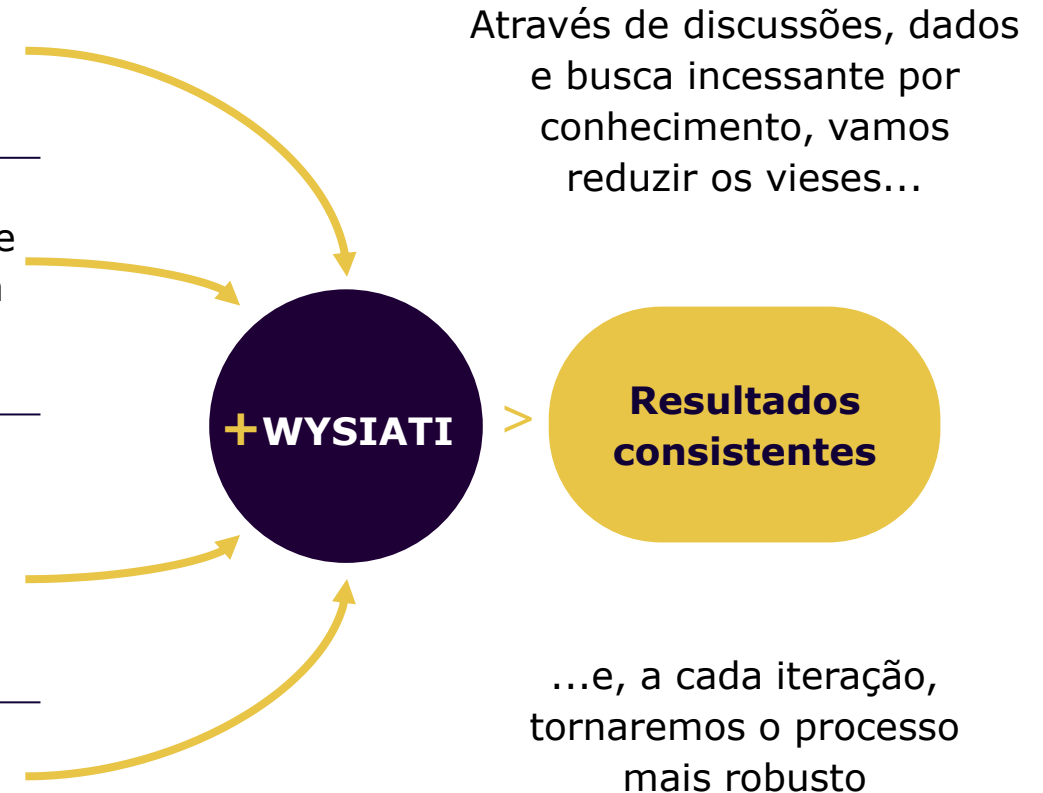 Através de discussões, dados
e busca incessante por
conhecimento, vamos
reduzir os vieses...
+WYSIATI
>
Resultados
consistentes
...e, a cada iteração,
tornaremos o processo
mais robusto